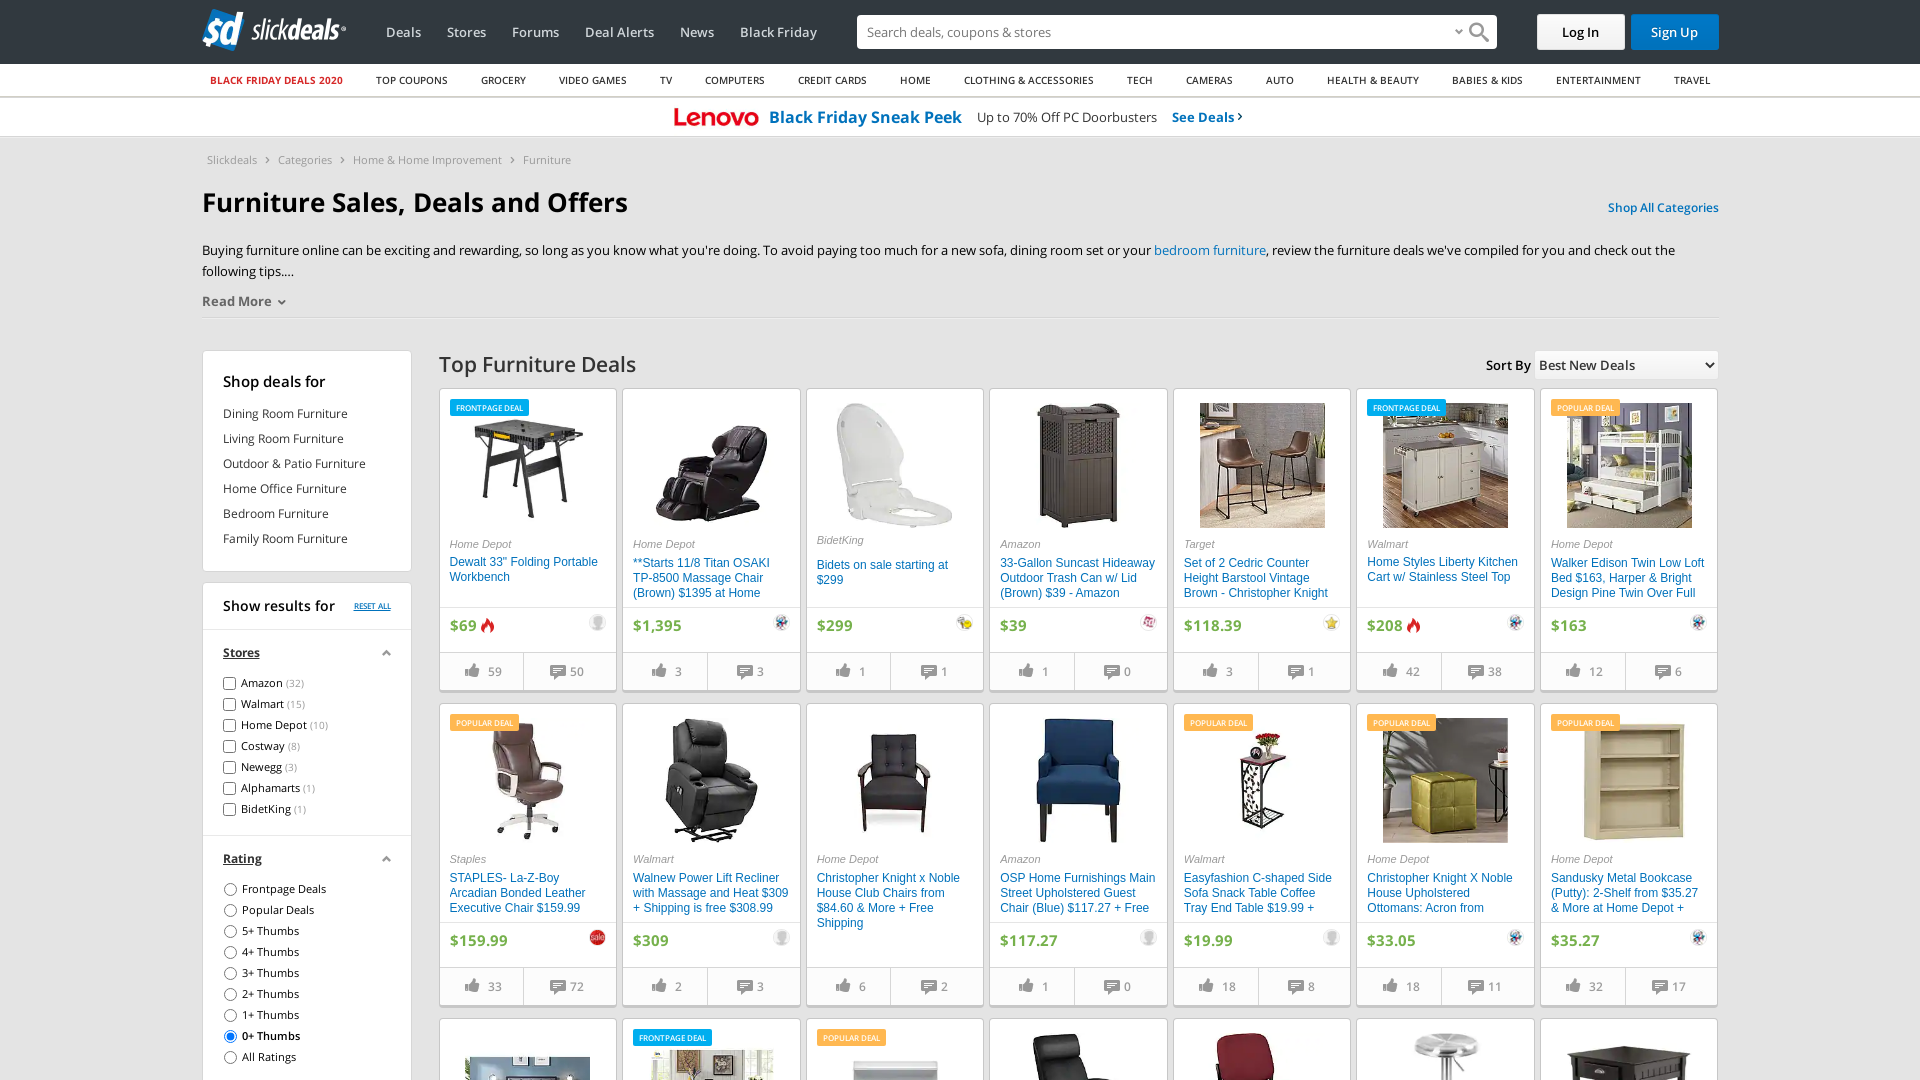 sd slickdeals
Deals
Stores
Forums
Deal Alerts
News
Black Friday
Search deals, coupons & stores
Log In
Sign Up
BLACK FRIDAY DEALS 2020
TOP COUPONS
GROCERY
VIDEO GAMES
TV
COMPUTERS
CREDIT CARDS
HOME
CLOTHING & ACCESSORIES
TECH
CAMERAS
AUTO
HEALTH & BEAUTY
BABIES & KIDS
ENTERTAINMENT
TRAVEL
Lenovo Black Friday Sneak Peek Up to 70% Off PC Doorbusters See Deals
Slickdeals > Categories > Home & Home Improvement > Furniture
Furniture Sales, Deals and Offers
Shop All Categories
Buying furniture online can be exciting and rewarding, so long as you know what you're doing. To avoid paying too much for a new sofa, dining room set or your bedroom furniture, review the furniture deals we've compiled for you and check out the
following tips....
Read More
Shop deals for
Dining Room Furniture
Living Room Furniture
Outdoor & Patio Furniture
Home Office Furniture
Bedroom Furniture
Family Room Furniture
Show results for
RESET ALL
Stores
Amazon (32)
Walmart (15)
Home Depot (10)
Costway (8)
Newegg (3)
Alphamarts (1)
BidetKing (1)
Rating
Frontpage Deals
Popular Deals
5+ Thumbs
4+ Thumbs
3+ Thumbs
2+ Thumbs
1+ Thumbs
0+ Thumbs
All Ratings
Top Furniture Deals
Sort By Best New Deals
FRONTPAGE DEAL
Home Depot
Dewalt 33" Folding Portable
Workbench
$69
59
50
Home Depot
**Starts 11/8 Titan OSAKI
TP-8500 Massage Chair
(Brown) $1395 at Home
$1,395
3
3
BidetKing
Bidets on sale starting at
$299
$299
1
1
Amazon
33-Gallon Suncast Hideaway
Outdoor Trash Can w/ Lid
(Brown) $39 - Amazon
$39
1
0
Target
Set of 2 Cedric Counter
Height Barstool Vintage
Brown - Christopher Knight
$118.39
3
1
FRONTPAGE DEAL
Walmart
Home Styles Liberty Kitchen
Cart w/ Stainless Steel Top
$208
42
38
POPULAR DEAL
Home Depot
Walker Edison Twin Low Loft
Bed $163, Harper & Bright
Design Pine Twin Over Full
$163
12
6
POPULAR DEAL
Staples
STAPLES- La-Z-Boy
Arcadian Bonded Leather
Executive Chair $159.99
$159.99
sale
33
72
Walmart
Walnew Power Lift Recliner
with Massage and Heat $309
+ Shipping is free $308.99
$309
2
3
Home Depot
Christopher Knight x Noble
House Club Chairs from
$84.60 & More + Free
Shipping
6
2
Amazon
OSP Home Furnishings Main
Street Upholstered Guest
Chair (Blue) $117.27 + Free
$117.27
1
0
POPULAR DEAL
Walmart
Easyfashion C-shaped Side
Sofa Snack Table Coffee
Tray End Table $19.99 +
$19.99
18
8
POPULAR DEAL
Home Depot
Christopher Knight X Noble
House Upholstered
Ottomans: Acron from
$33.05
18
11
POPULAR DEAL
Home Depot
Sandusky Metal Bookcase
(Putty): 2-Shelf from $35.27
& More at Home Depot +
$35.27
32
17
FRONTPAGE DEAL
POPULAR DEAL